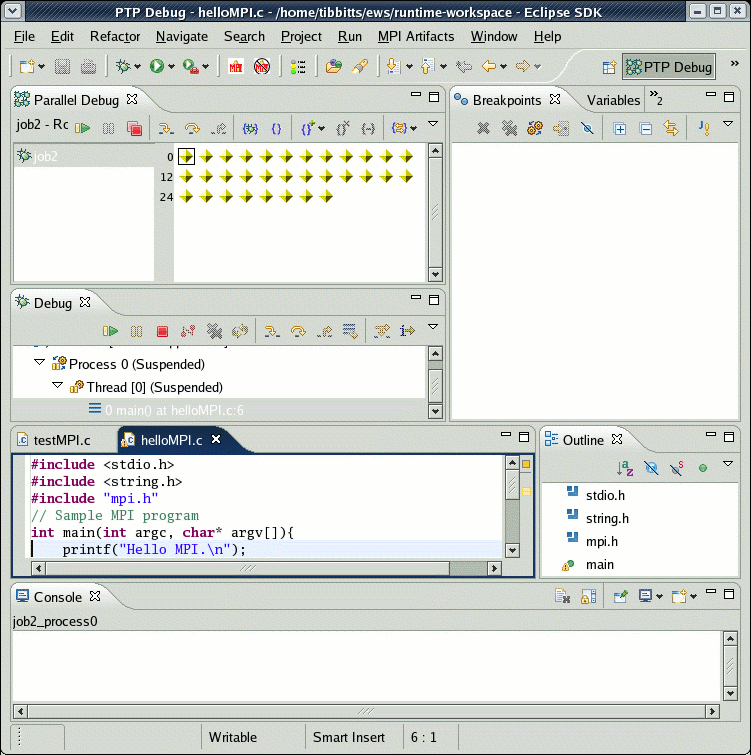 PTP Debug - helloMPI.c - /home/tibbitts/ews/runtime-workspace - Eclipse SDK
File Edit Refactor Navigate Search Project Run MPI Artifacts Window Help
MPI MPI PTP Debug »
Parallel Debug
job2 - Ro
job2
0
12
24
Breakpoints Variables »2
Debug
Process 0 (Suspended)
Thread [0] (Suspended)
0 main() at helloMPI.c:6
testMPI.c helloMPI.c
#include <stdio.h>
#include <string.h>
#include "mpi.h"
// Sample MPI program
int main(int argc, char* argv[]){
printf("Hello MPI.\n");
Outline
stdio.h
string.h
mpi.h
main
Console
job2_process0
Writable Smart Insert 6 : 1